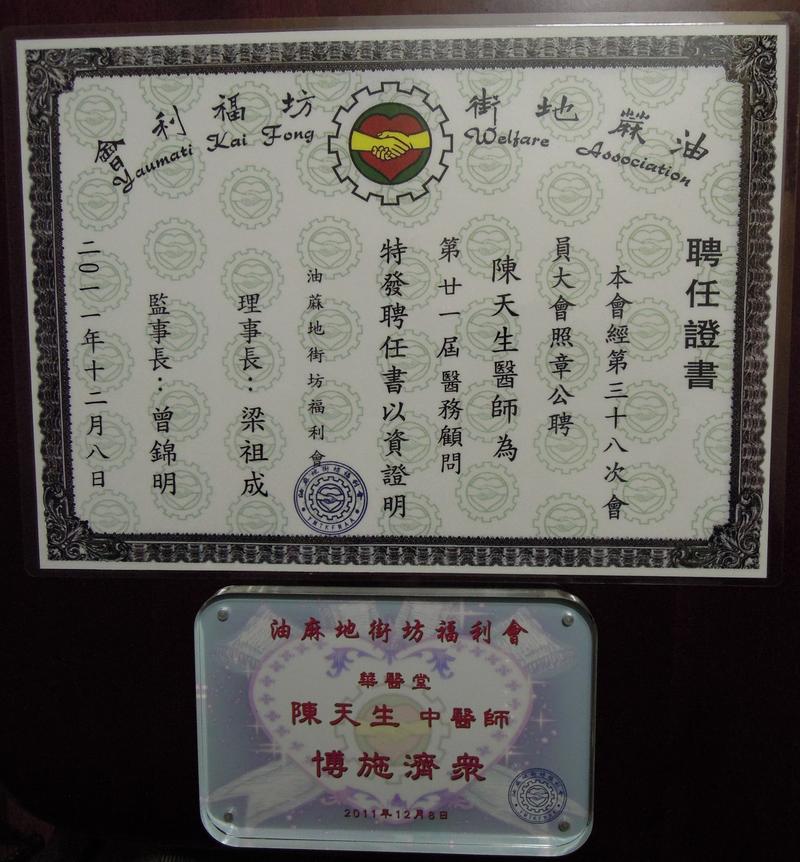 油蔴地街坊福利會
Yaumati Kai Fong Welfare Association
聘任證書
本會經第三十八次會
員大會照章公聘
陳天生醫師為
第廿一屆醫務顧問
特發聘任書以資證明
油蔴地街坊福利會
理事長：梁祖成
監事長：曾錦明
二〇一一年十二月八日
油麻地街坊福利會
華醫堂
陳天生 中醫師
博施濟衆
2011年12月8日